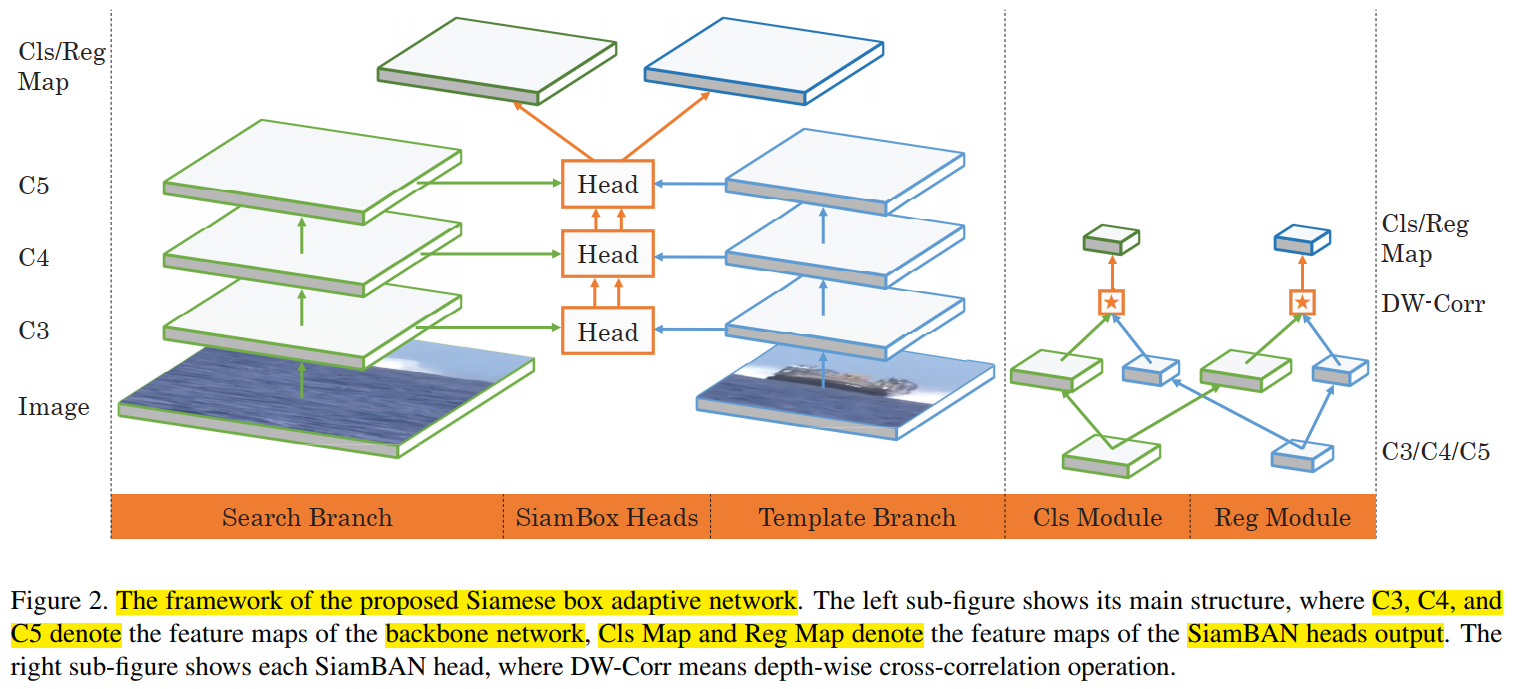 Cls/Reg
Map
C5
C4
C3
Image
Head
Head
Head
Cls/Reg
Map
DW-Corr
C3/C4/C5
Search Branch
SiamBox Heads
Template Branch
Cls Module
Reg Module
Figure 2. The framework of the proposed Siamese box adaptive network. The left sub-figure shows its main structure, where C3, C4, and
C5 denote the feature maps of the backbone network, Cls Map and Reg Map denote the feature maps of the SiamBAN heads output. The
right sub-figure shows each SiamBAN head, where DW-Corr means depth-wise cross-correlation operation.